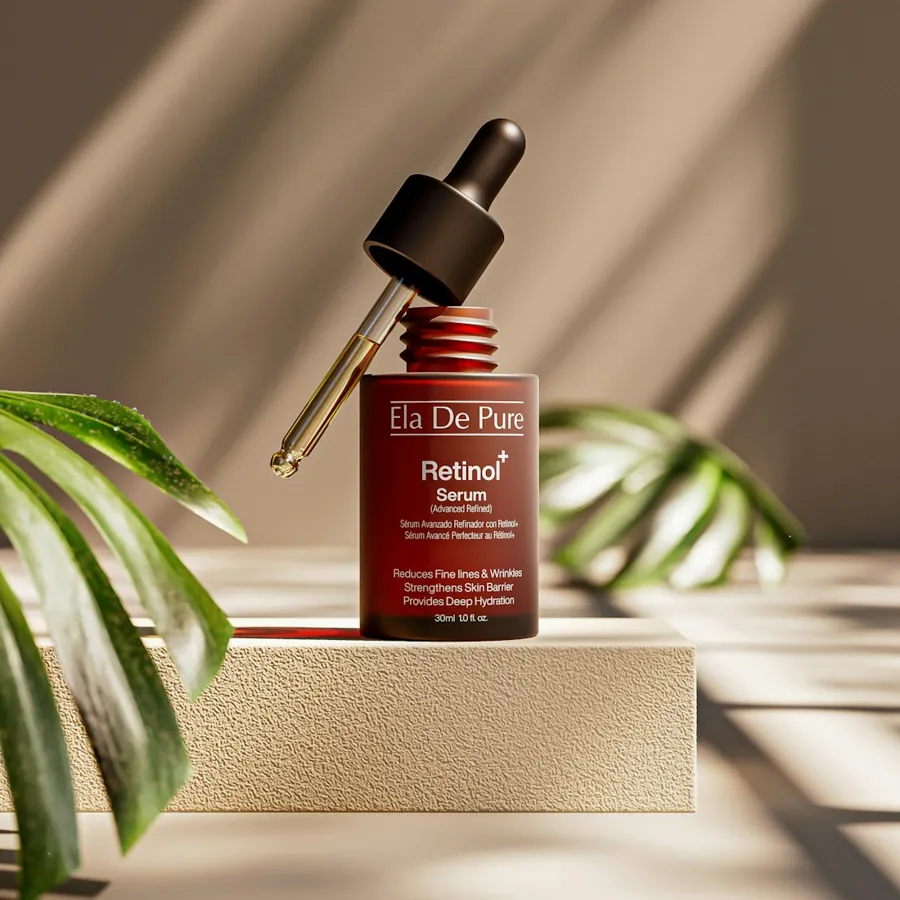 Ela De Pure
Retinol+
Serum
(Advanced Refined)
Sérum Avanzado Refinador con Retinol+
Sérum Avancé Perfecteur au Rétinol+
Reduces Fine lines & Wrinkles
Strengthens Skin Barrier
Provides Deep Hydration
30ml 1.0 fl. oz.